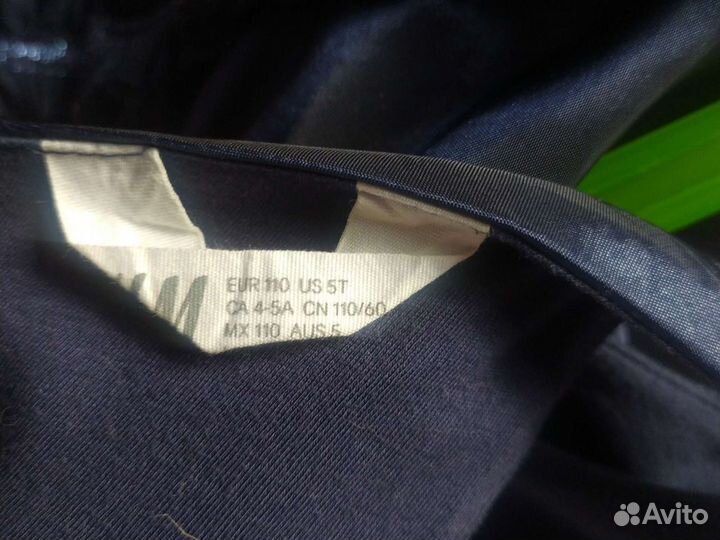 H&M
EUR 110 US 5T
CA 4-5A CN 110/60
MX 110 AUS 5
Avito